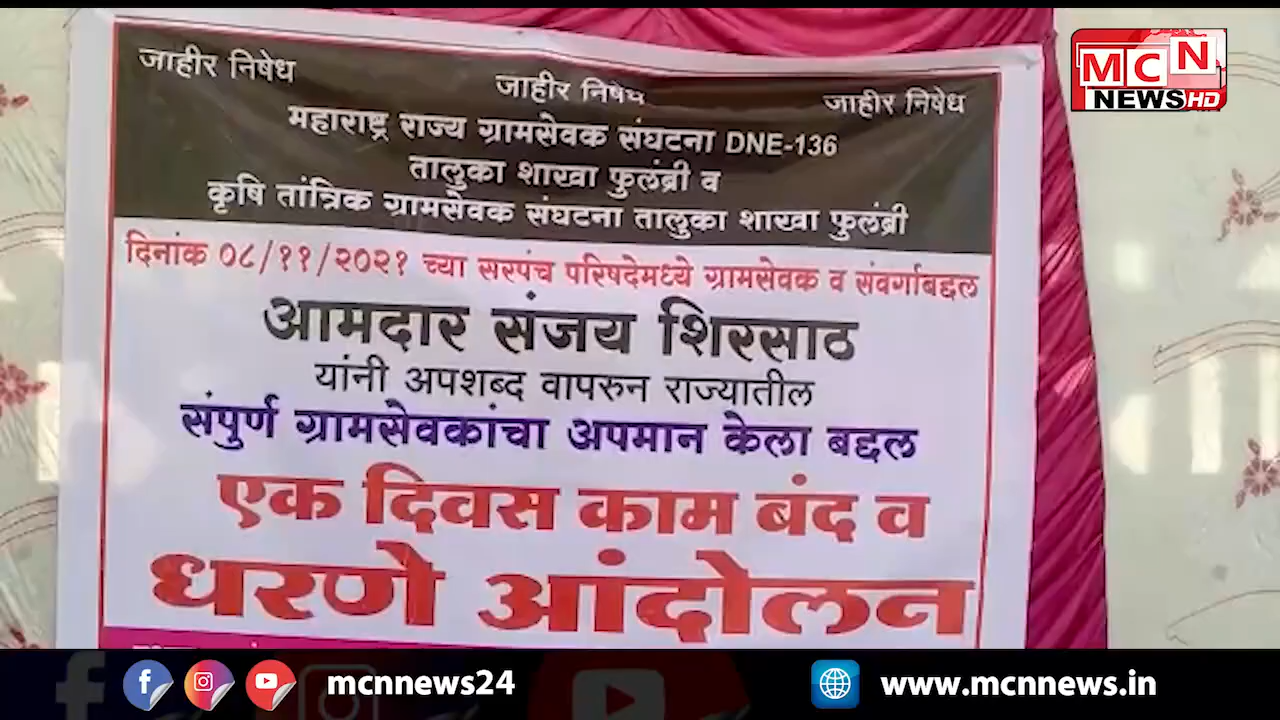 जाहीर निषेध जाहीर निषेध जाहीर निषेध
महाराष्ट्र राज्य ग्रामसेवक संघटना DNE-136
तालुका शाखा फुलंब्री व
कृषि तांत्रिक ग्रामसेवक संघटना तालुका शाखा फुलंब्री
दिनांक ०८/११/२०२१ च्या सरपंच परिषदेमध्ये ग्रामसेवक व संवर्गाबद्दल
आमदार संजय शिरसाठ
यांनी अपशब्द वापरुन राज्यातील
संपुर्ण ग्रामसेवकांचा अपमान केला बद्दल
एक दिवस काम बंद व
धरणे आंदोलन
MCN
NEWS HD
mcnnews24
www.mcnnews.in